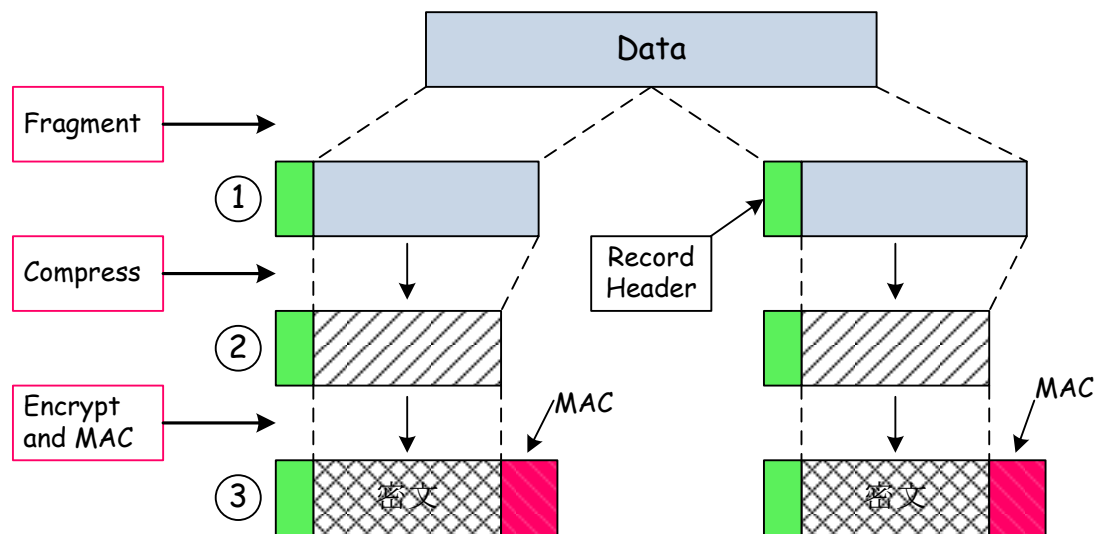 Data
Fragment
①
Record
Header
Compress
②
Encrypt
and MAC
MAC
MAC
③
密文
密文